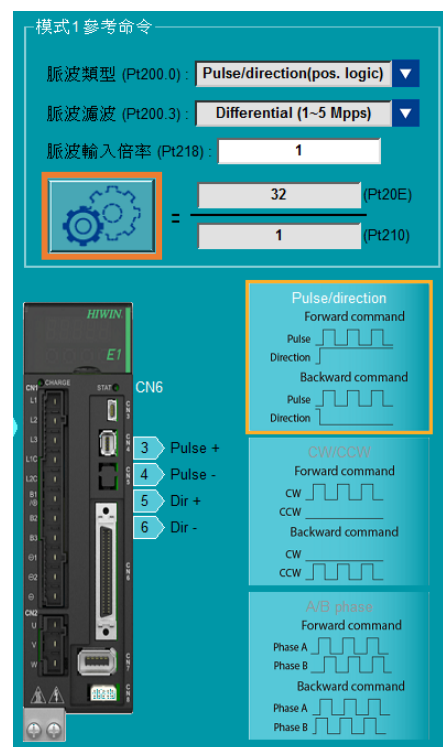 模式1參考命令
脈波類型 (Pt200.0) : Pulse/direction(pos. logic)
脈波濾波 (Pt200.3) : Differential (1~5 Mpps)
脈波輸入倍率 (Pt218) : 1
= 32 (Pt20E)
1 (Pt210)
HIWIN
E1
CN1 CHARGE STAT
L1
L2
L3
L1C
L2C
B1
/B
B2
B3
⊖1
⊖2
⊖
CN2
U
V
W
CN6
3 Pulse +
4 Pulse -
5 Dir +
6 Dir -
Pulse/direction
Forward command
Pulse
Direction
Backward command
Pulse
Direction
CW/CCW
Forward command
CW
CCW
Backward command
CW
CCW
A/B phase
Forward command
Phase A
Phase B
Backward command
Phase A
Phase B